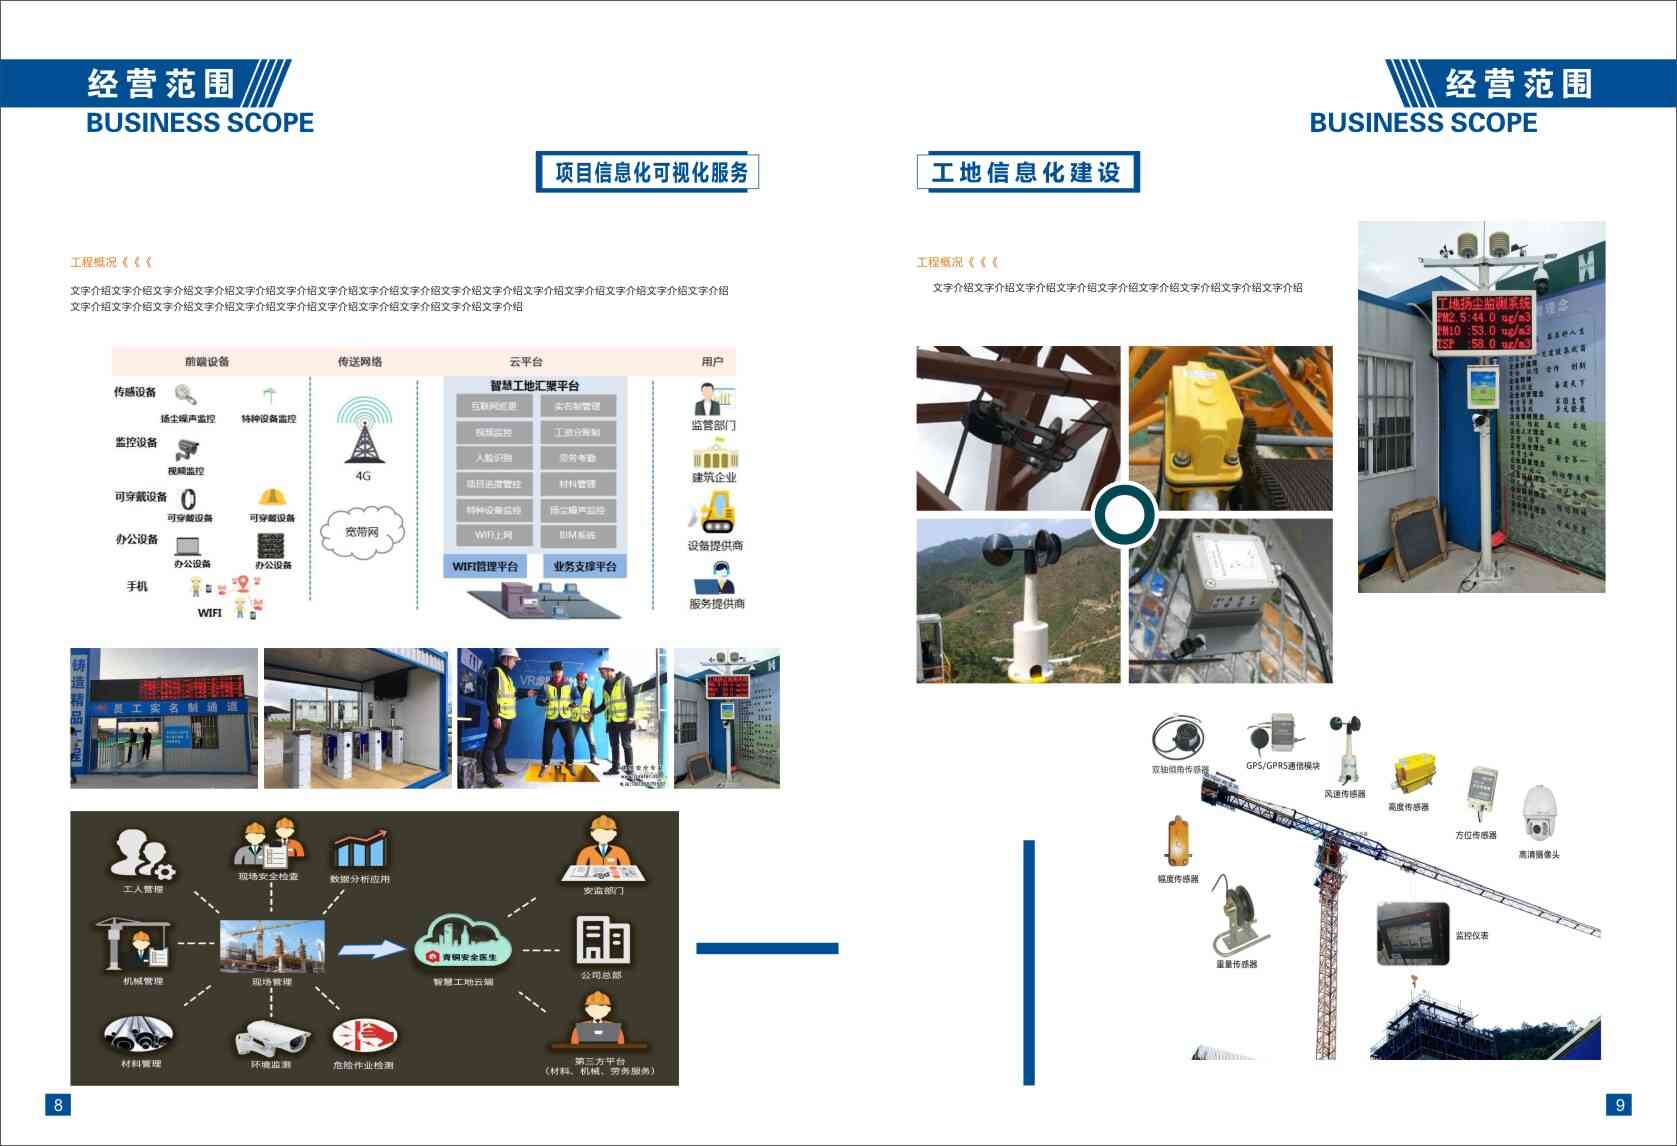 经营范围
BUSINESS SCOPE
项目信息化可视化服务
工程概况《《《
文字介绍文字介绍文字介绍文字介绍文字介绍文字介绍文字介绍文字介绍文字介绍文字介绍文字介绍文字介绍文字介绍文字介绍文字介绍文字介绍
文字介绍文字介绍文字介绍文字介绍文字介绍文字介绍文字介绍文字介绍文字介绍文字介绍文字介绍
前端设备 传送网络 云平台 用户
传感设备
扬尘噪声监控 特种设备监控
监控设备
视频监控
可穿戴设备
可穿戴设备 可穿戴设备
办公设备
办公设备 办公设备
手机
WIFI
4G
宽带网
智慧工地汇聚平台
互联网巡更 实名制管理
视频监控 工资分账制
人脸识别 劳务考勤
项目进度管控 材料管理
特种设备监控 扬尘噪声监控
WIFI上网 BIM系统
WIFI管理平台 业务支撑平台
监管部门
建筑企业
设备提供商
服务提供商
铸造精品工程
员工实名制通道
VR
工人管理
现场安全检查
数据分析应用
机械管理
现场管理
材料管理
环境监测
危险作业检测
青铜安全医生
智慧工地云端
安监部门
公司总部
第三方平台
（材料、机械、劳务服务）
8
经营范围
BUSINESS SCOPE
工地信息化建设
工程概况《《《
文字介绍文字介绍文字介绍文字介绍文字介绍文字介绍文字介绍文字介绍文字介绍
工地扬尘监测系统
PM2.5:44.0 ug/m3
PM10 :53.0 ug/m3
TSP :58.0 ug/m3
双轴倾角传感器
GPS/GPRS通信模块
风速传感器
高度传感器
方位传感器
高清摄像头
幅度传感器
重量传感器
监控仪表
9